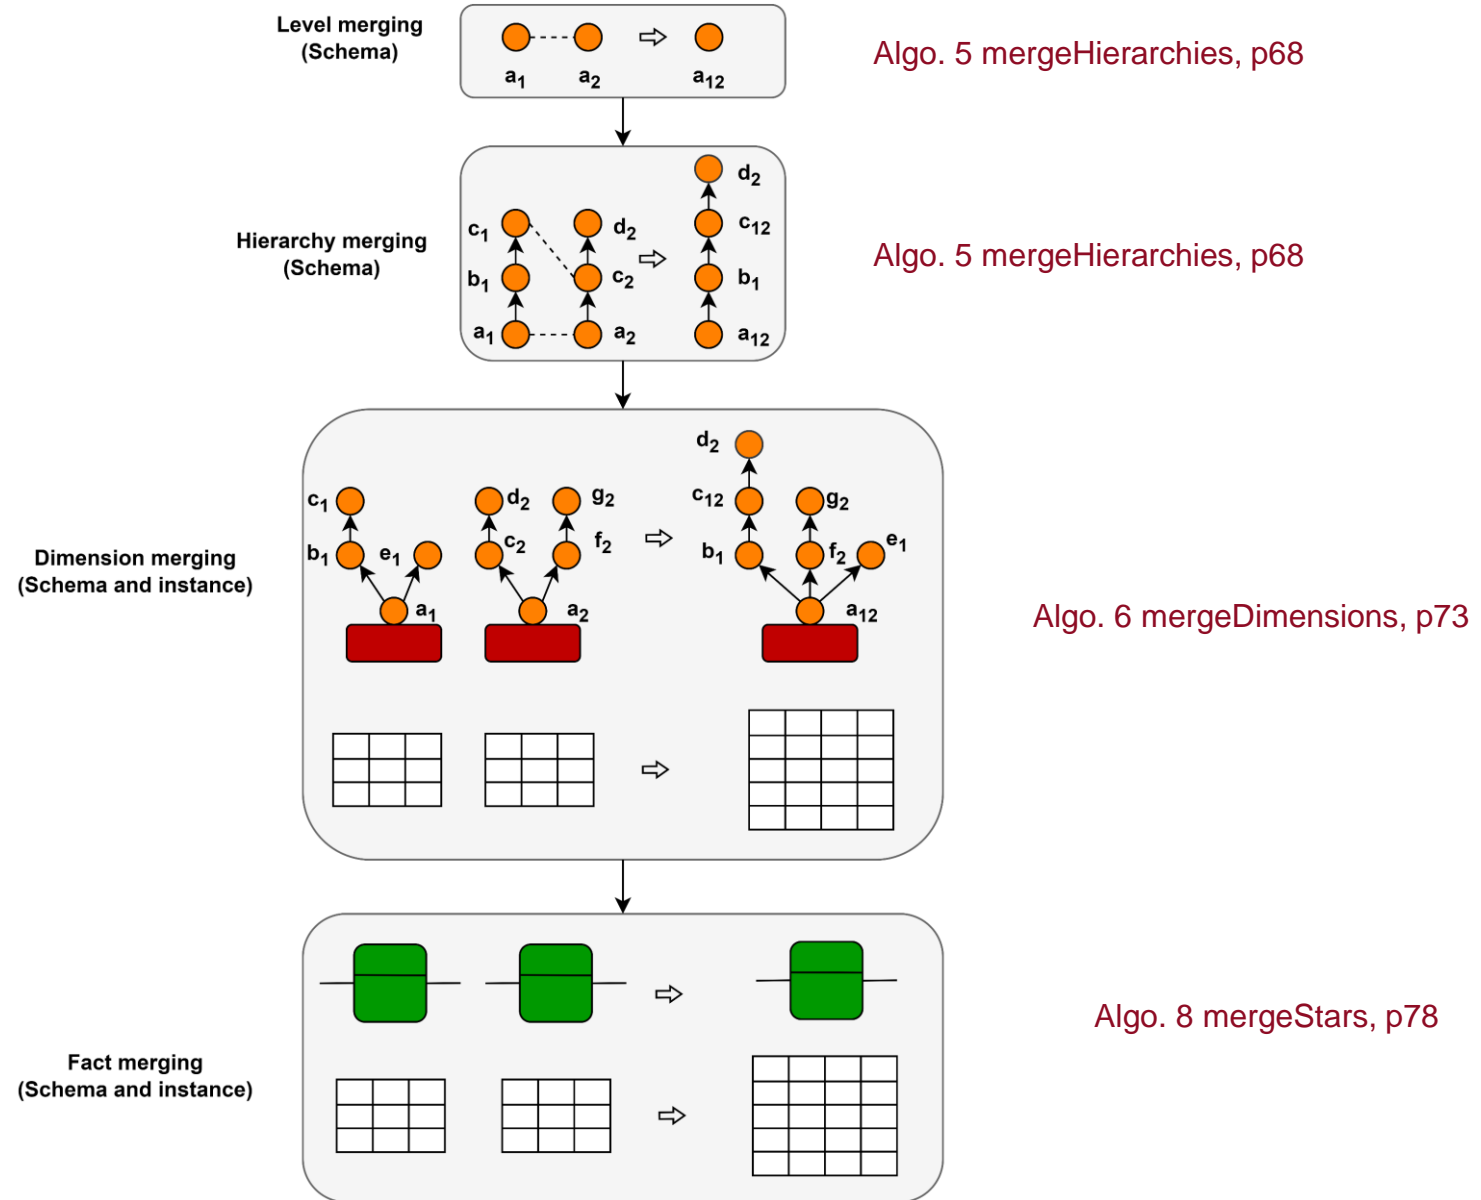 Level merging
(Schema)
a1 a2 a12
Algo. 5 mergeHierarchies, p68
Hierarchy merging
(Schema)
d2
c1 d2 c12
b1 c2 b1
a1 a2 a12
Algo. 5 mergeHierarchies, p68
Dimension merging
(Schema and instance)
d2
c1 d2 g2 c12 g2
b1 e1 c2 f2 b1 f2 e1
a1 a2 a12
Algo. 6 mergeDimensions, p73
Fact merging
(Schema and instance)
Algo. 8 mergeStars, p78